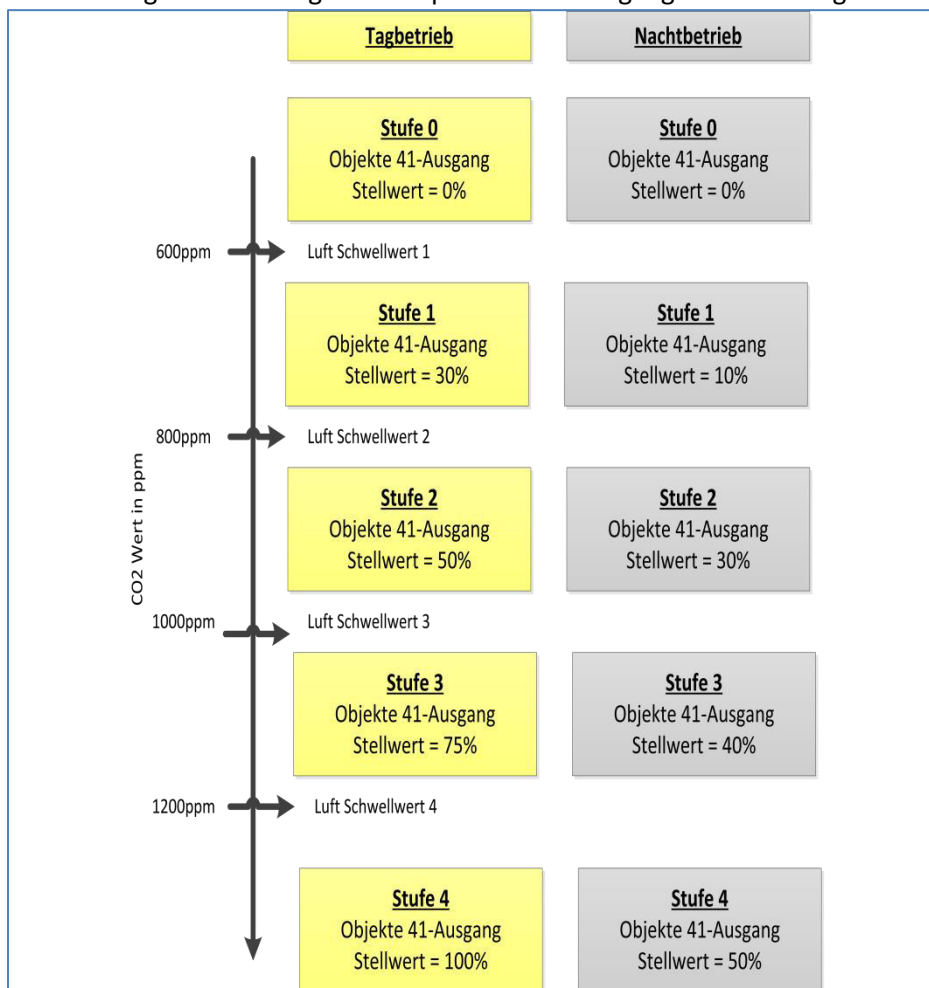 Tagbetrieb
Nachtbetrieb
Stufe 0
Objekte 41-Ausgang
Stellwert = 0%
Stufe 0
Objekte 41-Ausgang
Stellwert = 0%
600ppm
Luft Schwellwert 1
Stufe 1
Objekte 41-Ausgang
Stellwert = 30%
Stufe 1
Objekte 41-Ausgang
Stellwert = 10%
800ppm
Luft Schwellwert 2
CO2 Wert in ppm
Stufe 2
Objekte 41-Ausgang
Stellwert = 50%
Stufe 2
Objekte 41-Ausgang
Stellwert = 30%
1000ppm
Luft Schwellwert 3
Stufe 3
Objekte 41-Ausgang
Stellwert = 75%
Stufe 3
Objekte 41-Ausgang
Stellwert = 40%
1200ppm
Luft Schwellwert 4
Stufe 4
Objekte 41-Ausgang
Stellwert = 100%
Stufe 4
Objekte 41-Ausgang
Stellwert = 50%